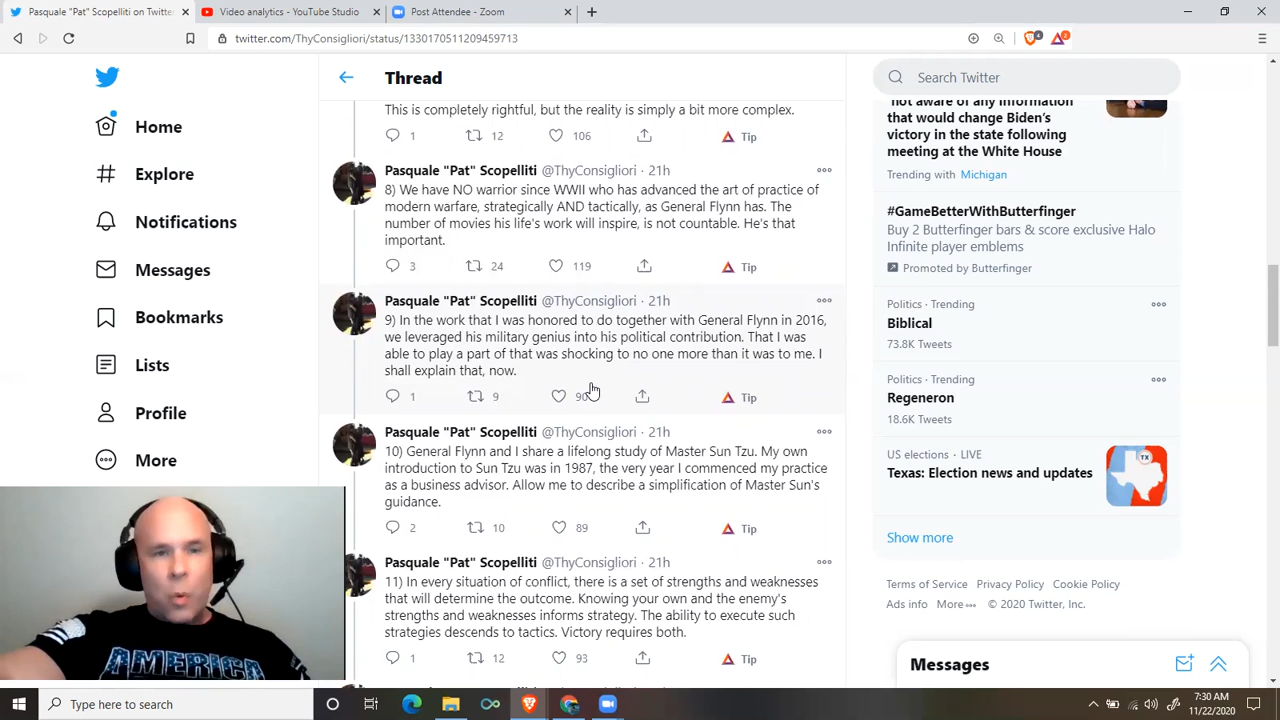 Pasquale "Pat" Scopelliti on Twitte
Video analytics - YouTube Studio
Post Attendee - Zoom
twitter.com/ThyConsigliori/status/1330170511209459713
Home
Explore
Notifications
Messages
Bookmarks
Lists
Profile
More
Thread
This is completely rightful, but the reality is simply a bit more complex.
1 12 106 Tip
Pasquale "Pat" Scopelliti @ThyConsigliori · 21h
8) We have NO warrior since WWII who has advanced the art of practice of
modern warfare, strategically AND tactically, as General Flynn has. The
number of movies his life's work will inspire, is not countable. He's that
important.
3 24 119 Tip
Pasquale "Pat" Scopelliti @ThyConsigliori · 21h
9) In the work that I was honored to do together with General Flynn in 2016,
we leveraged his military genius into his political contribution. That I was
able to play a part of that was shocking to no one more than it was to me. I
shall explain that, now.
1 9 90 Tip
Pasquale "Pat" Scopelliti @ThyConsigliori · 21h
10) General Flynn and I share a lifelong study of Master Sun Tzu. My own
introduction to Sun Tzu was in 1987, the very year I commenced my practice
as a business advisor. Allow me to describe a simplification of Master Sun's
guidance.
2 10 89 Tip
Pasquale "Pat" Scopelliti @ThyConsigliori · 21h
11) In every situation of conflict, there is a set of strengths and weaknesses
that will determine the outcome. Knowing your own and the enemy's
strengths and weaknesses informs strategy. The ability to execute such
strategies descends to tactics. Victory requires both.
1 12 93 Tip
Search Twitter
not aware of any information
that would change Biden's
victory in the state following
meeting at the White House
Trending with Michigan
#GameBetterWithButterfinger
Buy 2 Butterfinger bars & score exclusive Halo
Infinite player emblems
Promoted by Butterfinger
Politics · Trending
Biblical
73.8K Tweets
Politics · Trending
Regeneron
18.6K Tweets
US elections · LIVE
Texas: Election news and updates
TX
Show more
Terms of Service Privacy Policy Cookie Policy
Ads info More © 2020 Twitter, Inc.
Messages
AMERICA
Type here to search
7:30 AM
11/22/2020